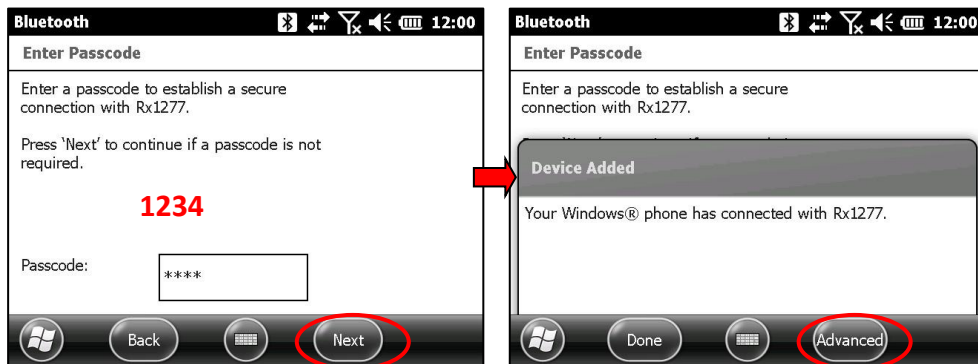 Bluetooth 12:00
Enter Passcode
Enter a passcode to establish a secure
connection with Rx1277.
Press ‘Next’ to continue if a passcode is not
required.
1234
Passcode: ****
Back Next
Bluetooth 12:00
Enter Passcode
Enter a passcode to establish a secure
connection with Rx1277.
Device Added
Your Windows® phone has connected with Rx1277.
Done Advanced